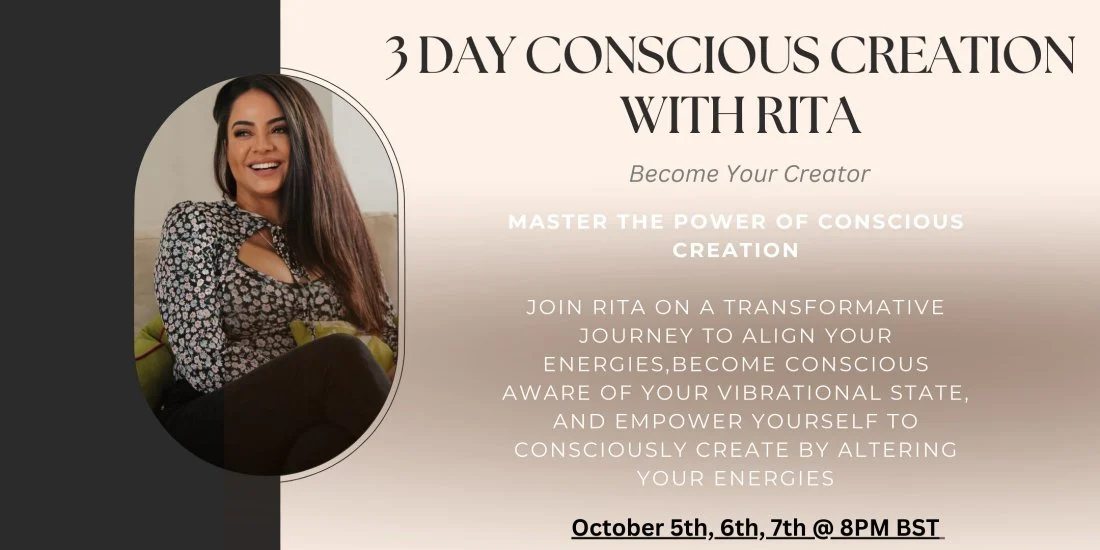 3 DAY CONSCIOUS CREATION
WITH RITA
Become Your Creator
MASTER THE POWER OF CONSCIOUS
CREATION
JOIN RITA ON A TRANSFORMATIVE
JOURNEY TO ALIGN YOUR
ENERGIES,BECOME CONSCIOUS
AWARE OF YOUR VIBRATIONAL STATE,
AND EMPOWER YOURSELF TO
CONSCIOUSLY CREATE BY ALTERING
YOUR ENERGIES
October 5th, 6th, 7th @ 8PM BST